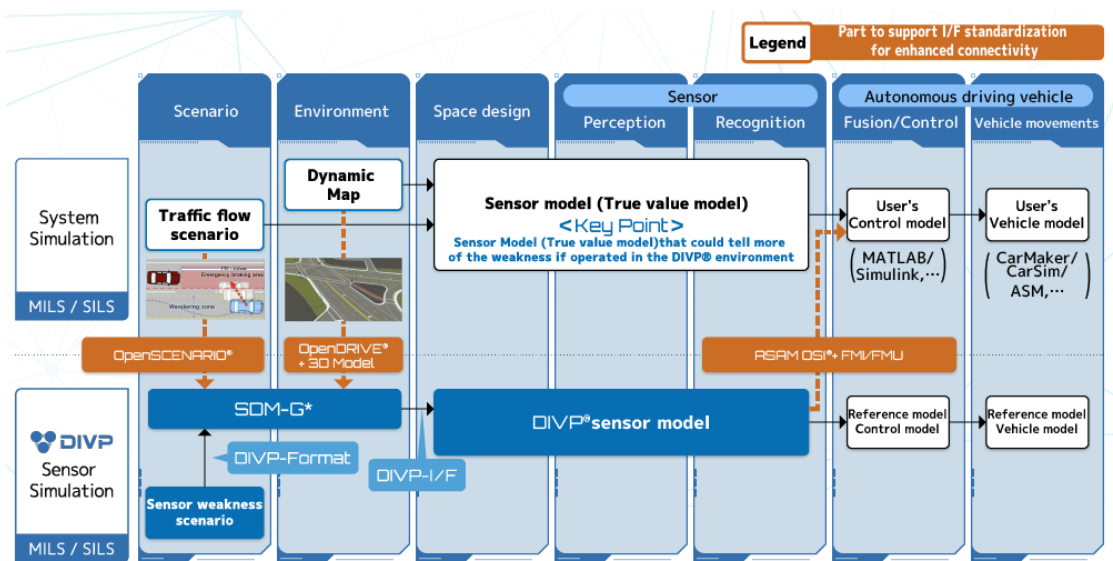 Legend
Part to support I/F standardization
for enhanced connectivity
Scenario
Environment
Space design
Sensor
Perception
Recognition
Autonomous driving vehicle
Fusion/Control
Vehicle movements
System
Simulation
MILS / SILS
Traffic flow
scenario
Dynamic
Map
Sensor model (True value model)
<Key Point>
Sensor Model (True value model)that could tell more
of the weakness if operated in the DIVP® environment
User's
Control model
(MATLAB/
Simulink,…)
User's
Vehicle model
(CarMaker/
CarSim/
ASM,…)
Emergency braking area
Wandering zone
OpenSCENARIO®
OpenDRIVE®
+ 3D Model
ASAM OSI®+ FMI/FMU
DIVP
Sensor
Simulation
MILS / SILS
SDM-G*
DIVP®sensor model
Reference model
Control model
Reference model
Vehicle model
DIVP-Format
DIVP-I/F
Sensor weakness
scenario